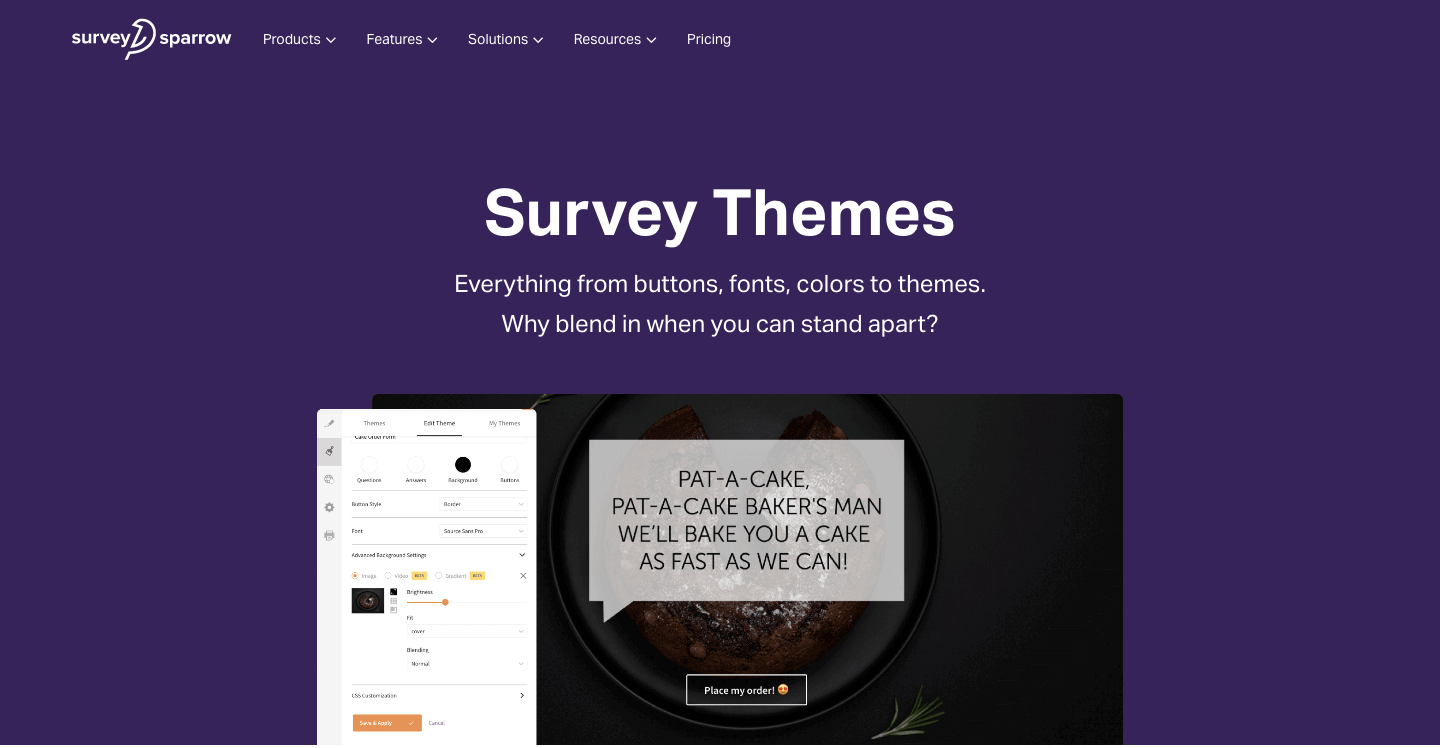 survey sparrow
Products
Features
Solutions
Resources
Pricing
Survey Themes
Everything from buttons, fonts, colors to themes.
Why blend in when you can stand apart?
Themes
Edit Theme
My Themes
Cake Order Form
Questions
Answers
Background
Buttons
Button Style
Border
Font
Source Sans Pro
Advanced Background Settings
Image
Video
BETA
Gradient
BETA
Brightness
Fit
cover
Blending
Normal
CSS Customization
Save & Apply
Cancel
PAT-A-CAKE,
PAT-A-CAKE BAKER'S MAN
WE'LL BAKE YOU A CAKE
AS FAST AS WE CAN!
Place my order! 😍